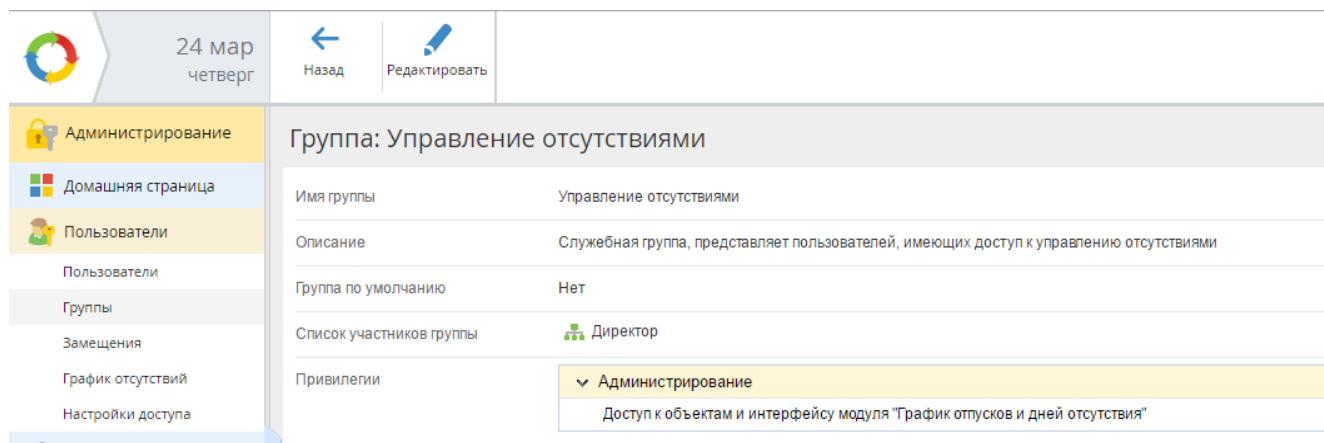 24 мар
четверг
Назад
Редактировать
Администрирование
Домашняя страница
Пользователи
Пользователи
Группы
Замещения
График отсутствий
Настройки доступа
Группа: Управление отсутствиями
Имя группы Управление отсутствиями
Описание Служебная группа, представляет пользователей, имеющих доступ к управлению отсутствиями
Группа по умолчанию Нет
Список участников группы Директор
Привилегии Администрирование
Доступ к объектам и интерфейсу модуля "График отпусков и дней отсутствия"